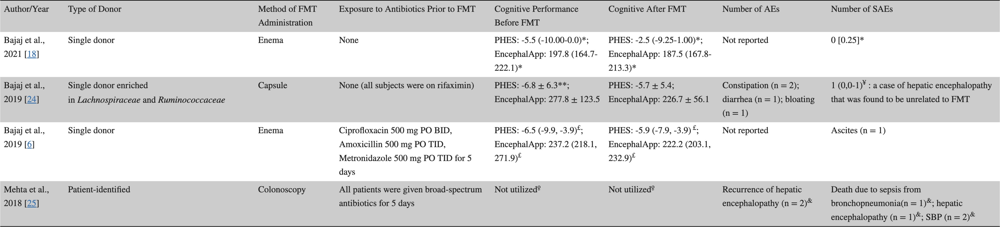 Author/Year Type of Donor Method of FMT Administration Exposure to Antibiotics Prior to FMT Cognitive Performance Before FMT Cognitive After FMT Number of AEs Number of SAEs
Bajaj et al.,
2021 [18]
Single donor
Enema
None
PHES: -5.5 (-10.00-0.0)*;
EncephalApp: 197.8 (164.7-
222.1)*
PHES: -2.5 (-9.25-1.00)*;
EncephalApp: 187.5 (167.8-
213.3)*
Not reported
0 [0.25]*
Bajaj et al.,
2019 [24]
Single donor enriched
in Lachnospiraceae and Ruminococcaceae
Capsule
None (all subjects were on rifaximin)
PHES: -6.8 ± 6.3**;
EncephalApp: 277.8 ± 123.5
PHES: -5.7 ± 5.4;
EncephalApp: 226.7 ± 56.1
Constipation (n = 2);
diarrhea (n = 1); bloating
(n = 1)
1 (0,0-1)¥ : a case of hepatic encephalopathy
that was found to be unrelated to FMT
Bajaj et al.,
2019 [6]
Single donor
Enema
Ciprofloxacin 500 mg PO BID,
Amoxicillin 500 mg PO TID,
Metronidazole 500 mg PO TID for 5
days
PHES: -6.5 (-9.9, -3.9)£;
EncephalApp: 237.2 (218.1,
271.9)£
PHES: -5.9 (-7.9, -3.9) £;
EncephalApp: 222.2 (203.1,
232.9)£
Not reported
Ascites (n = 1)
Mehta et al.,
2018 [25]
Patient-identified
Colonoscopy
All patients were given broad-spectrum
antibiotics for 5 days
Not utilizedº
Not utilizedº
Recurrence of hepatic
encephalopathy (n = 2)&
Death due to sepsis from
bronchopneumonia(n = 1)&; hepatic
encephalopathy (n = 1)&; SBP (n = 2)&